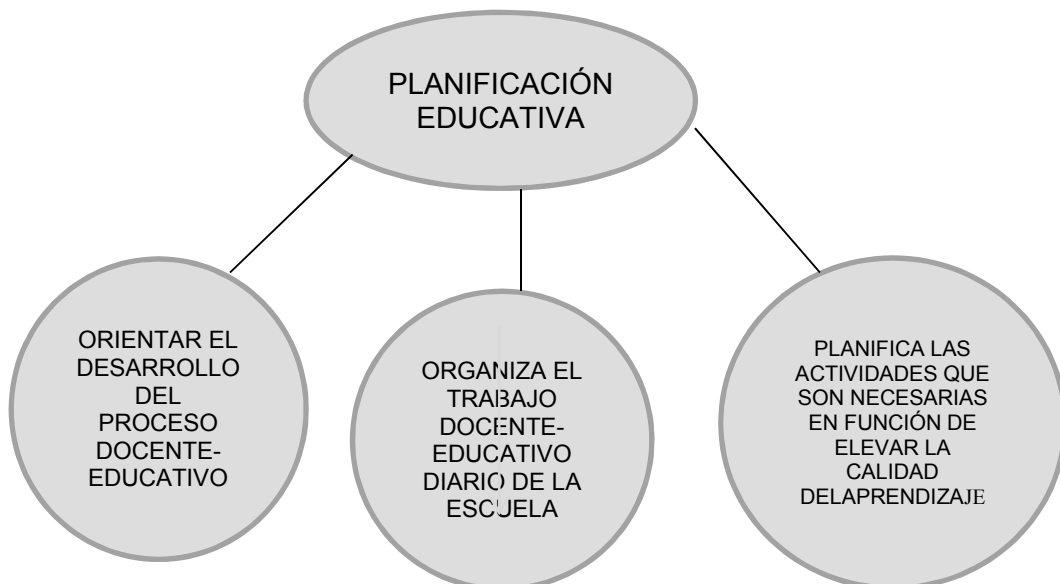 PLANIFICACIÓN
EDUCATIVA
ORIENTAR EL
DESARROLLO
DEL
PROCESO
DOCENTE-
EDUCATIVO
ORGANIZA EL
TRABAJO
DOCENTE-
EDUCATIVO
DIARIO DE LA
ESCUELA
PLANIFICA LAS
ACTIVIDADES QUE
SON NECESARIAS
EN FUNCIÓN DE
ELEVAR LA
CALIDAD
DELAPRENDIZAJE